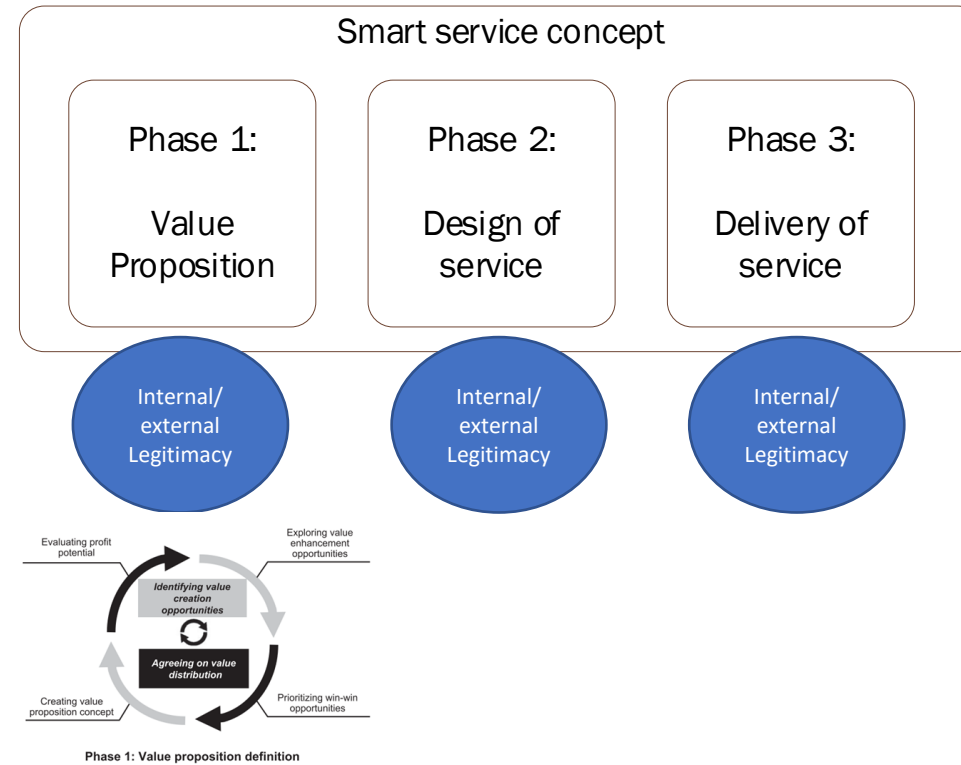 Smart service concept
Phase 1:
Value
Proposition
Phase 2:
Design of
service
Phase 3:
Delivery of
service
Internal/
external
Legitimacy
Internal/
external
Legitimacy
Internal/
external
Legitimacy
Evaluating profit
potential
Exploring value
enhancement
opportunities
Identifying value
creation
opportunities
Agreeing on value
distribution
Creating value
proposition concept
Prioritizing win-win
opportunities
Phase 1: Value proposition definition